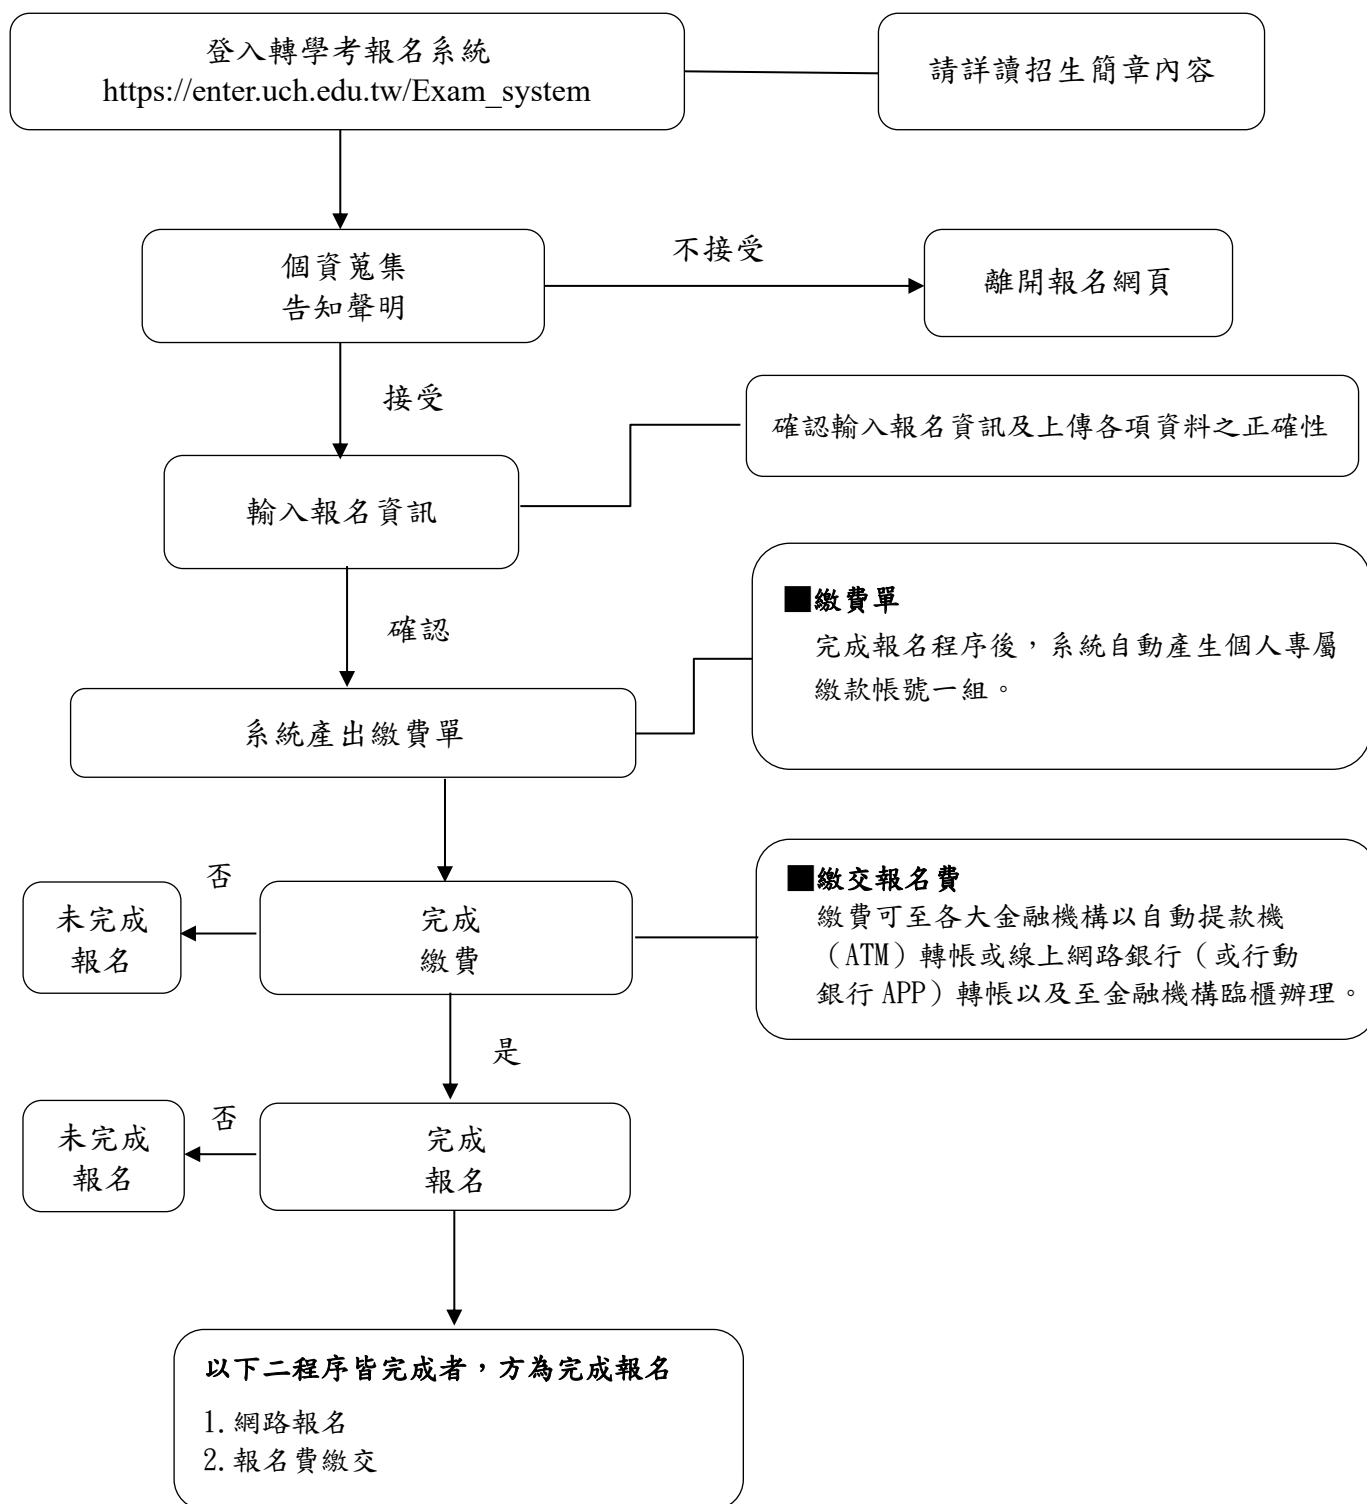 登入轉學考報名系統
https://enter.uch.edu.tw/Exam_system
請詳讀招生簡章內容
個資蒐集
告知聲明
不接受
離開報名網頁
接受
確認輸入報名資訊及上傳各項資料之正確性
輸入報名資訊
確認
■繳費單
完成報名程序後，系統自動產生個人專屬
繳款帳號一組。
系統產出繳費單
否
未完成
報名
完成
繳費
■繳交報名費
繳費可至各大金融機構以自動提款機
（ATM）轉帳或線上網路銀行（或行動
銀行 APP）轉帳以及至金融機構臨櫃辦理。
是
否
未完成
報名
完成
報名
以下二程序皆完成者，方為完成報名
1.網路報名
2.報名費繳交